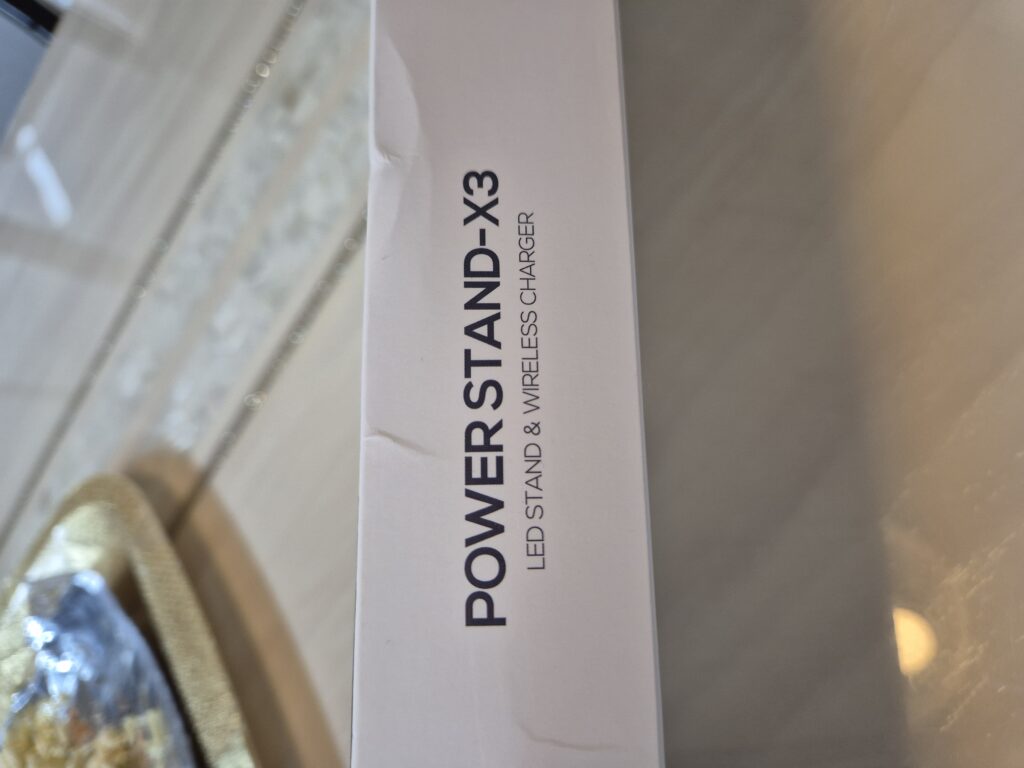 POWER STAND-X3
LED STAND & WIRELESS CHARGER